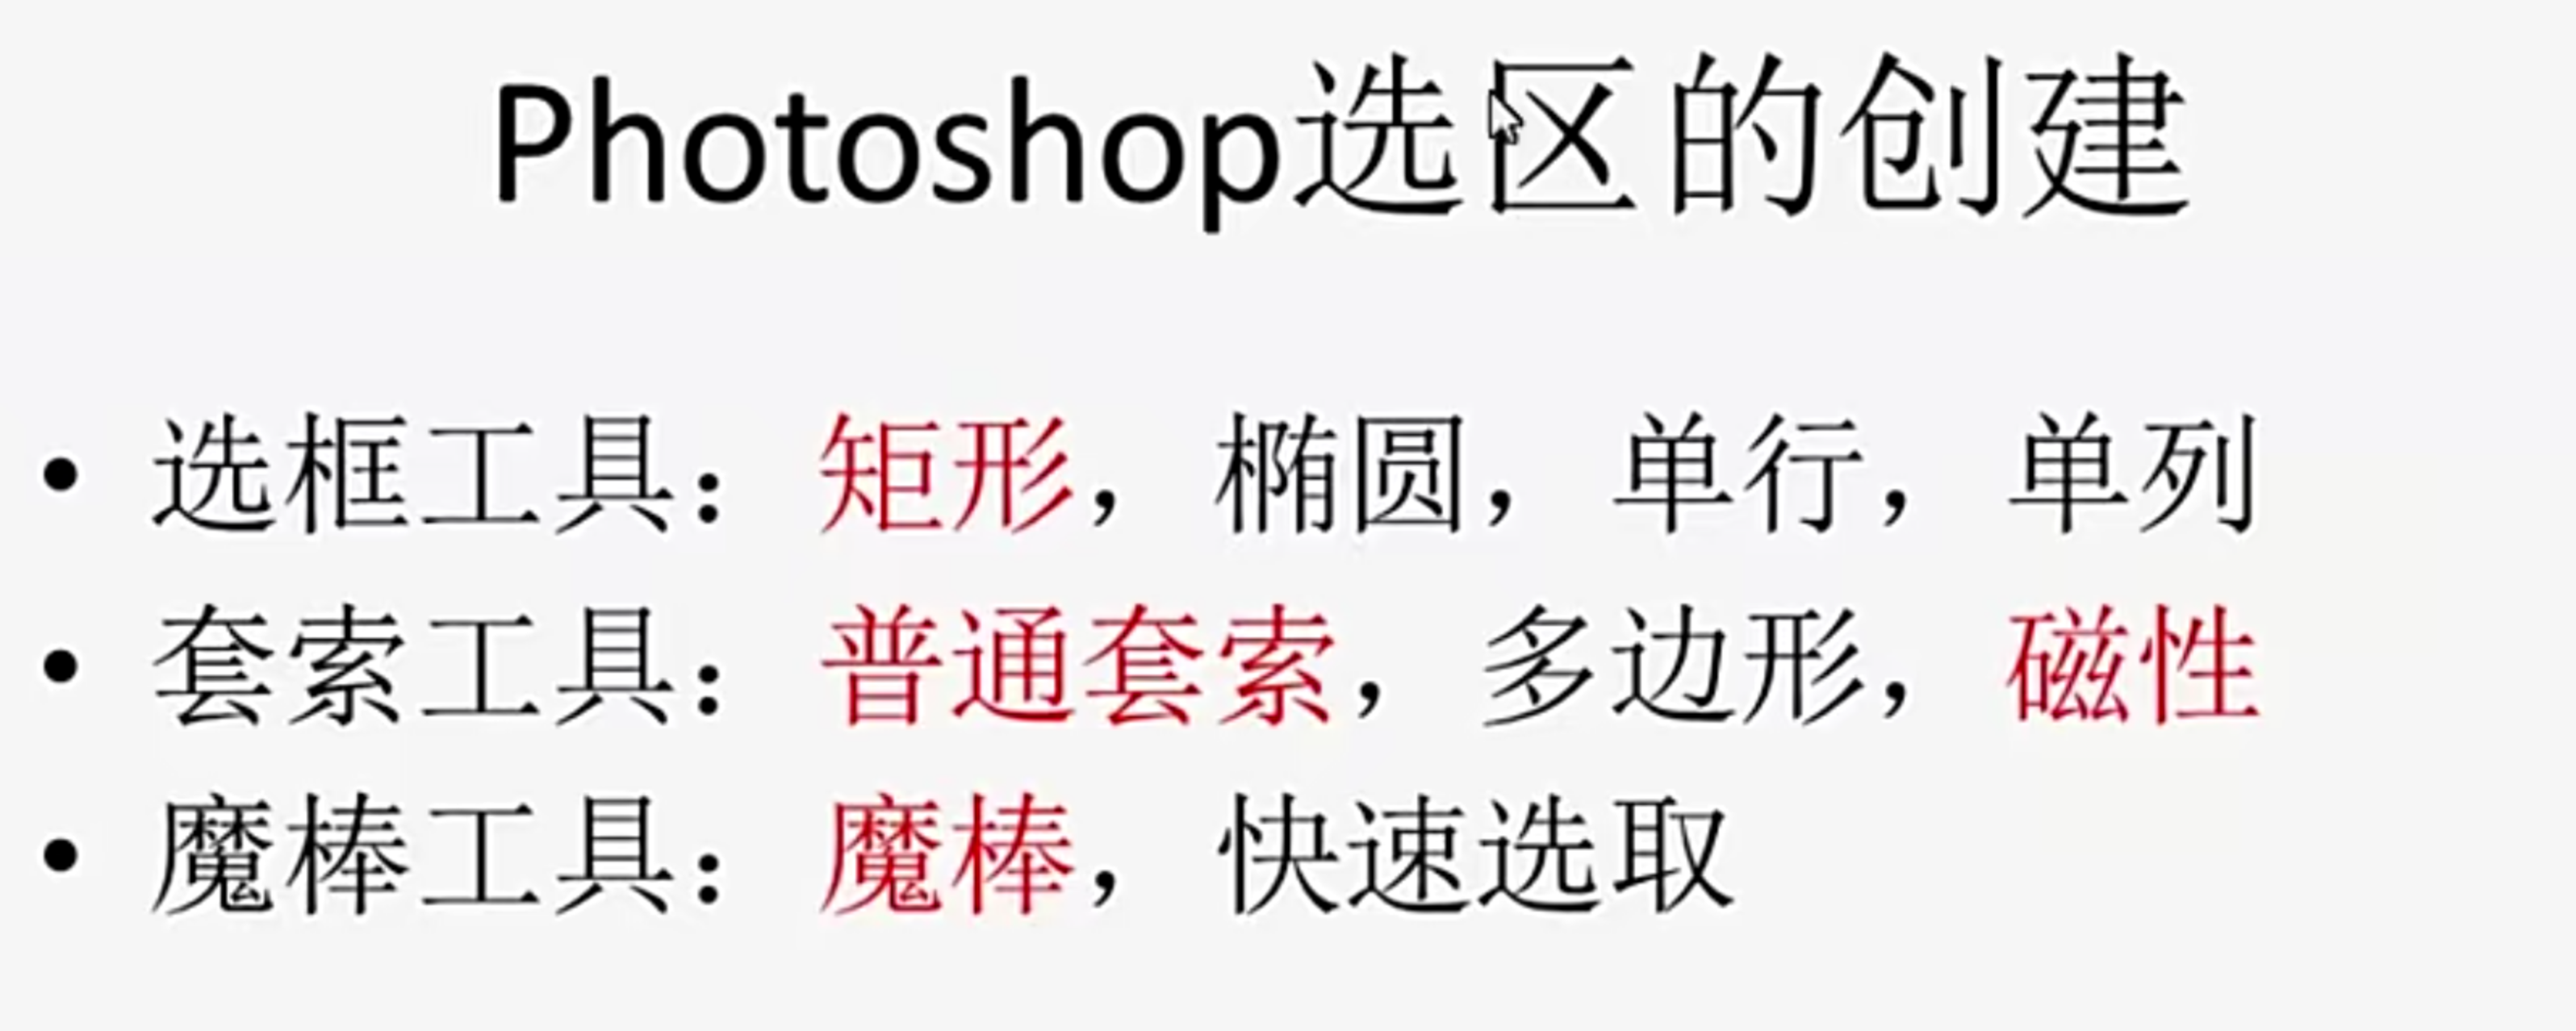 Photoshop选区的创建
• 选框工具：矩形，椭圆，单行，单列
• 套索工具：普通套索，多边形，磁性
• 魔棒工具：魔棒，快速选取